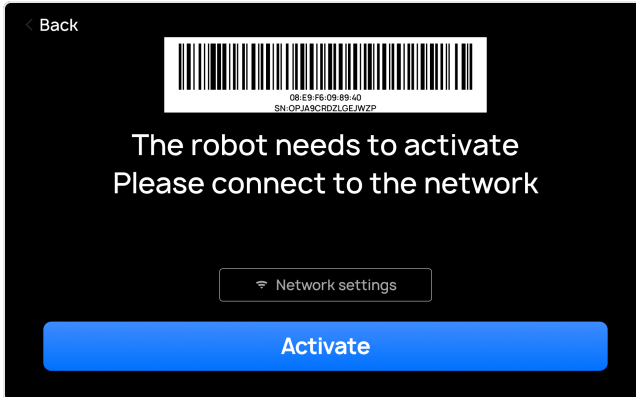 Back
08:E9:F6:09:89:40
SN:OPJA9CRDZLGEJWZP
The robot needs to activate
Please connect to the network
Network settings
Activate